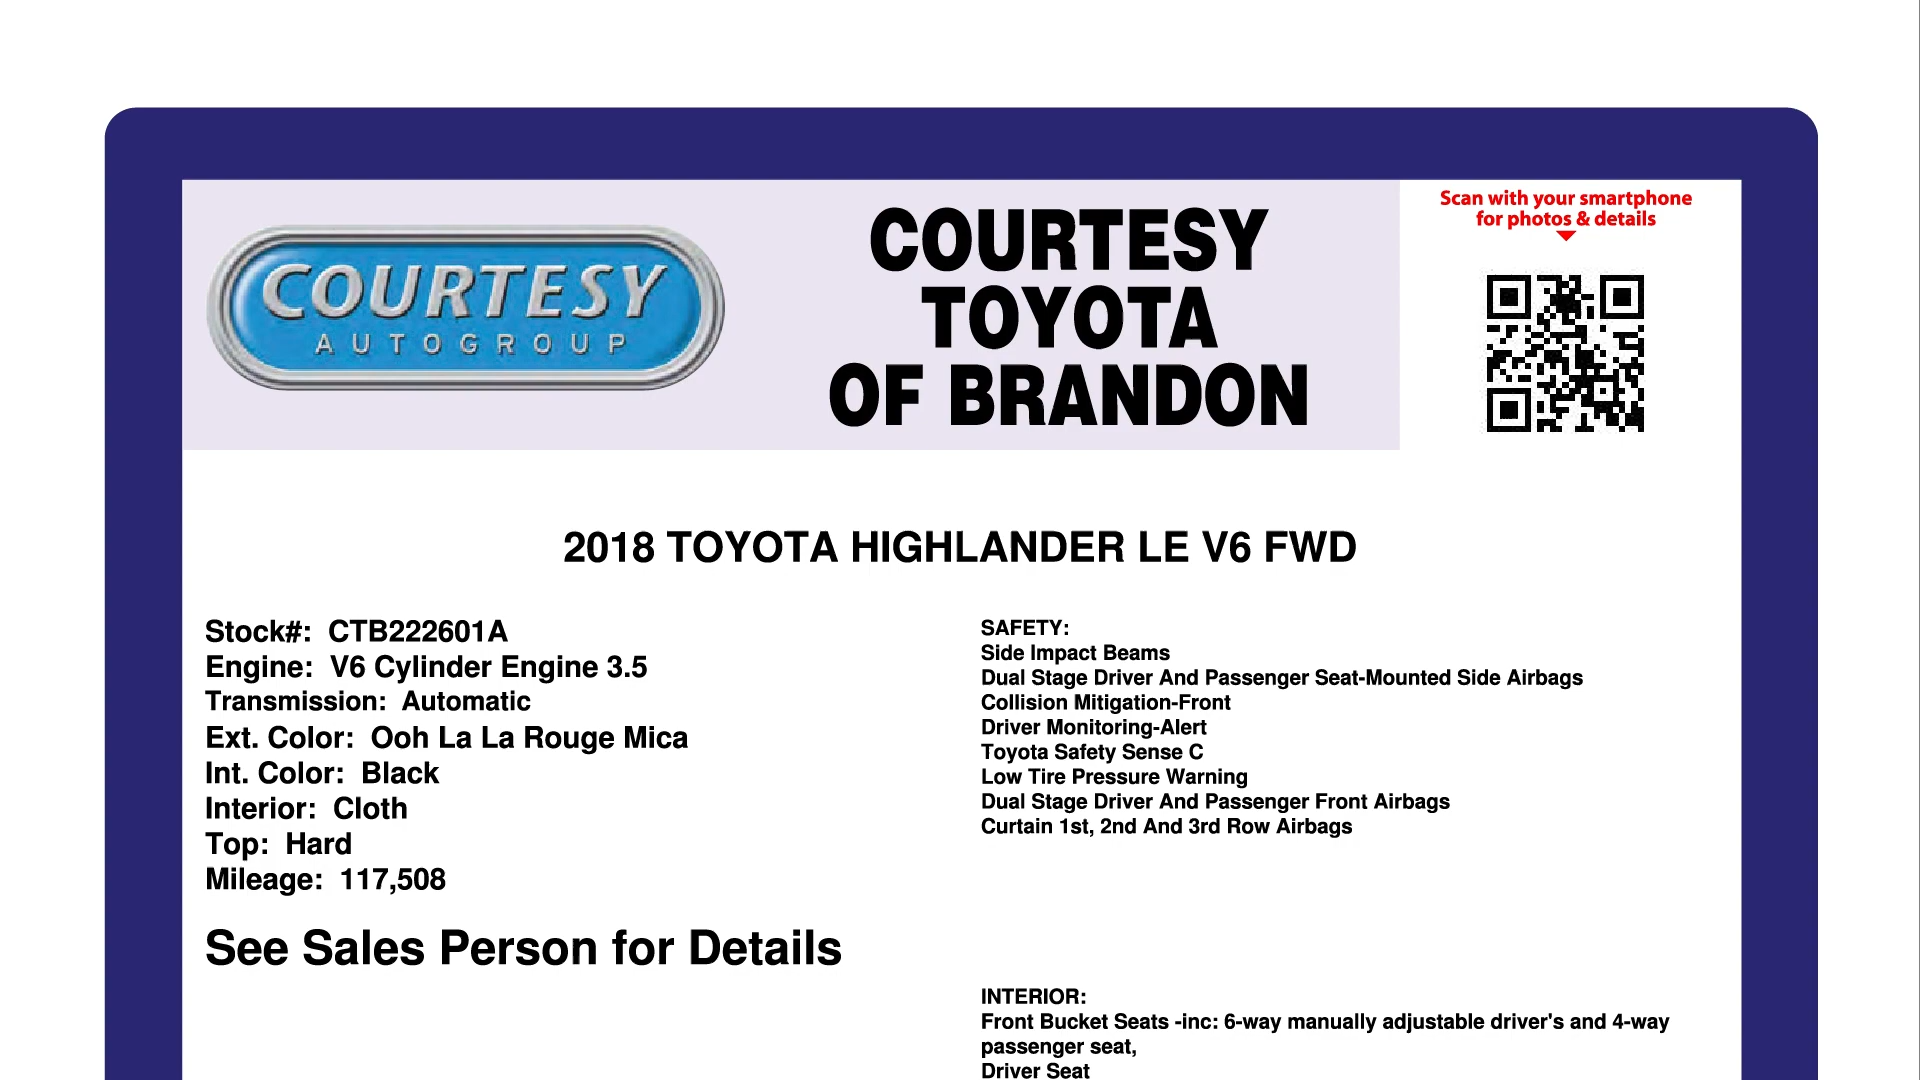 COURTESY
AUTOGROUP
COURTESY
TOYOTA
OF BRANDON
Scan with your smartphone
for photos & details
2018 TOYOTA HIGHLANDER LE V6 FWD
Stock#: CTB222601A
Engine: V6 Cylinder Engine 3.5
Transmission: Automatic
Ext. Color: Ooh La La Rouge Mica
Int. Color: Black
Interior: Cloth
Top: Hard
Mileage: 117,508
See Sales Person for Details
SAFETY:
Side Impact Beams
Dual Stage Driver And Passenger Seat-Mounted Side Airbags
Collision Mitigation-Front
Driver Monitoring-Alert
Toyota Safety Sense C
Low Tire Pressure Warning
Dual Stage Driver And Passenger Front Airbags
Curtain 1st, 2nd And 3rd Row Airbags
INTERIOR:
Front Bucket Seats -inc: 6-way manually adjustable driver's and 4-way
passenger seat,
Driver Seat